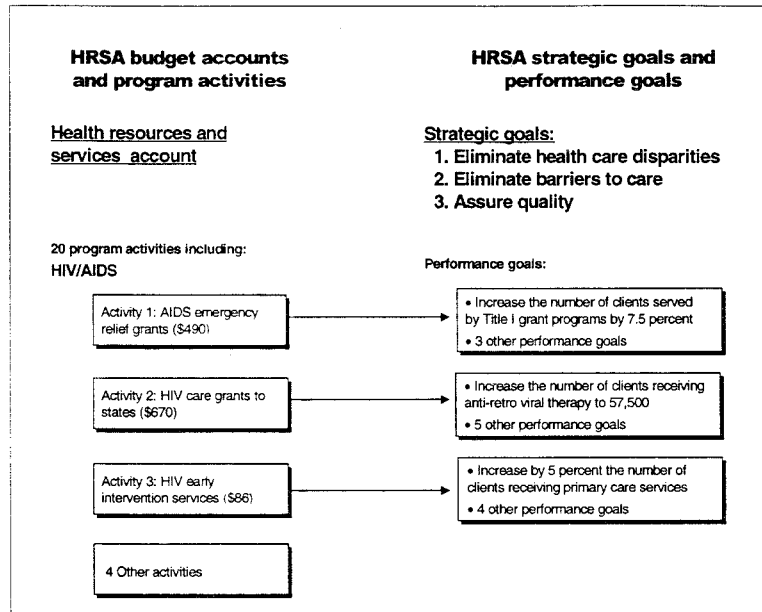 HRSA budget accounts
and program activities
HRSA strategic goals and
performance goals
Health resources and
services account
Strategic goals:
1. Eliminate health care disparities
2. Eliminate barriers to care
3. Assure quality
20 program activities including:
HIV/AIDS
Performance goals:
Activity 1: AIDS emergency
relief grants ($490)
• Increase the number of clients served
by Title I grant programs by 7.5 percent
• 3 other performance goals
Activity 2: HIV care grants to
states ($670)
• Increase the number of clients receiving
anti-retro viral therapy to 57,500
• 5 other performance goals
Activity 3: HIV early
intervention services ($86)
• Increase by 5 percent the number of
clients receiving primary care services
• 4 other performance goals
4 Other activities